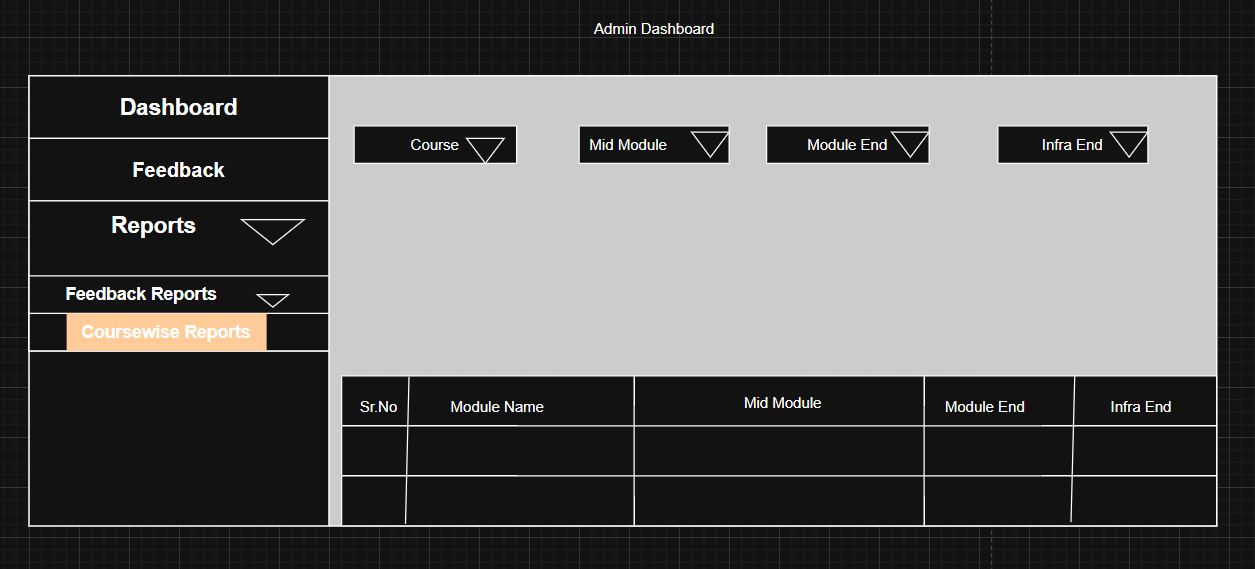 Admin Dashboard
Dashboard
Feedback
Reports
Feedback Reports
Coursewise Reports
Course
Mid Module
Module End
Infra End
Sr.No
Module Name
Mid Module
Module End
Infra End